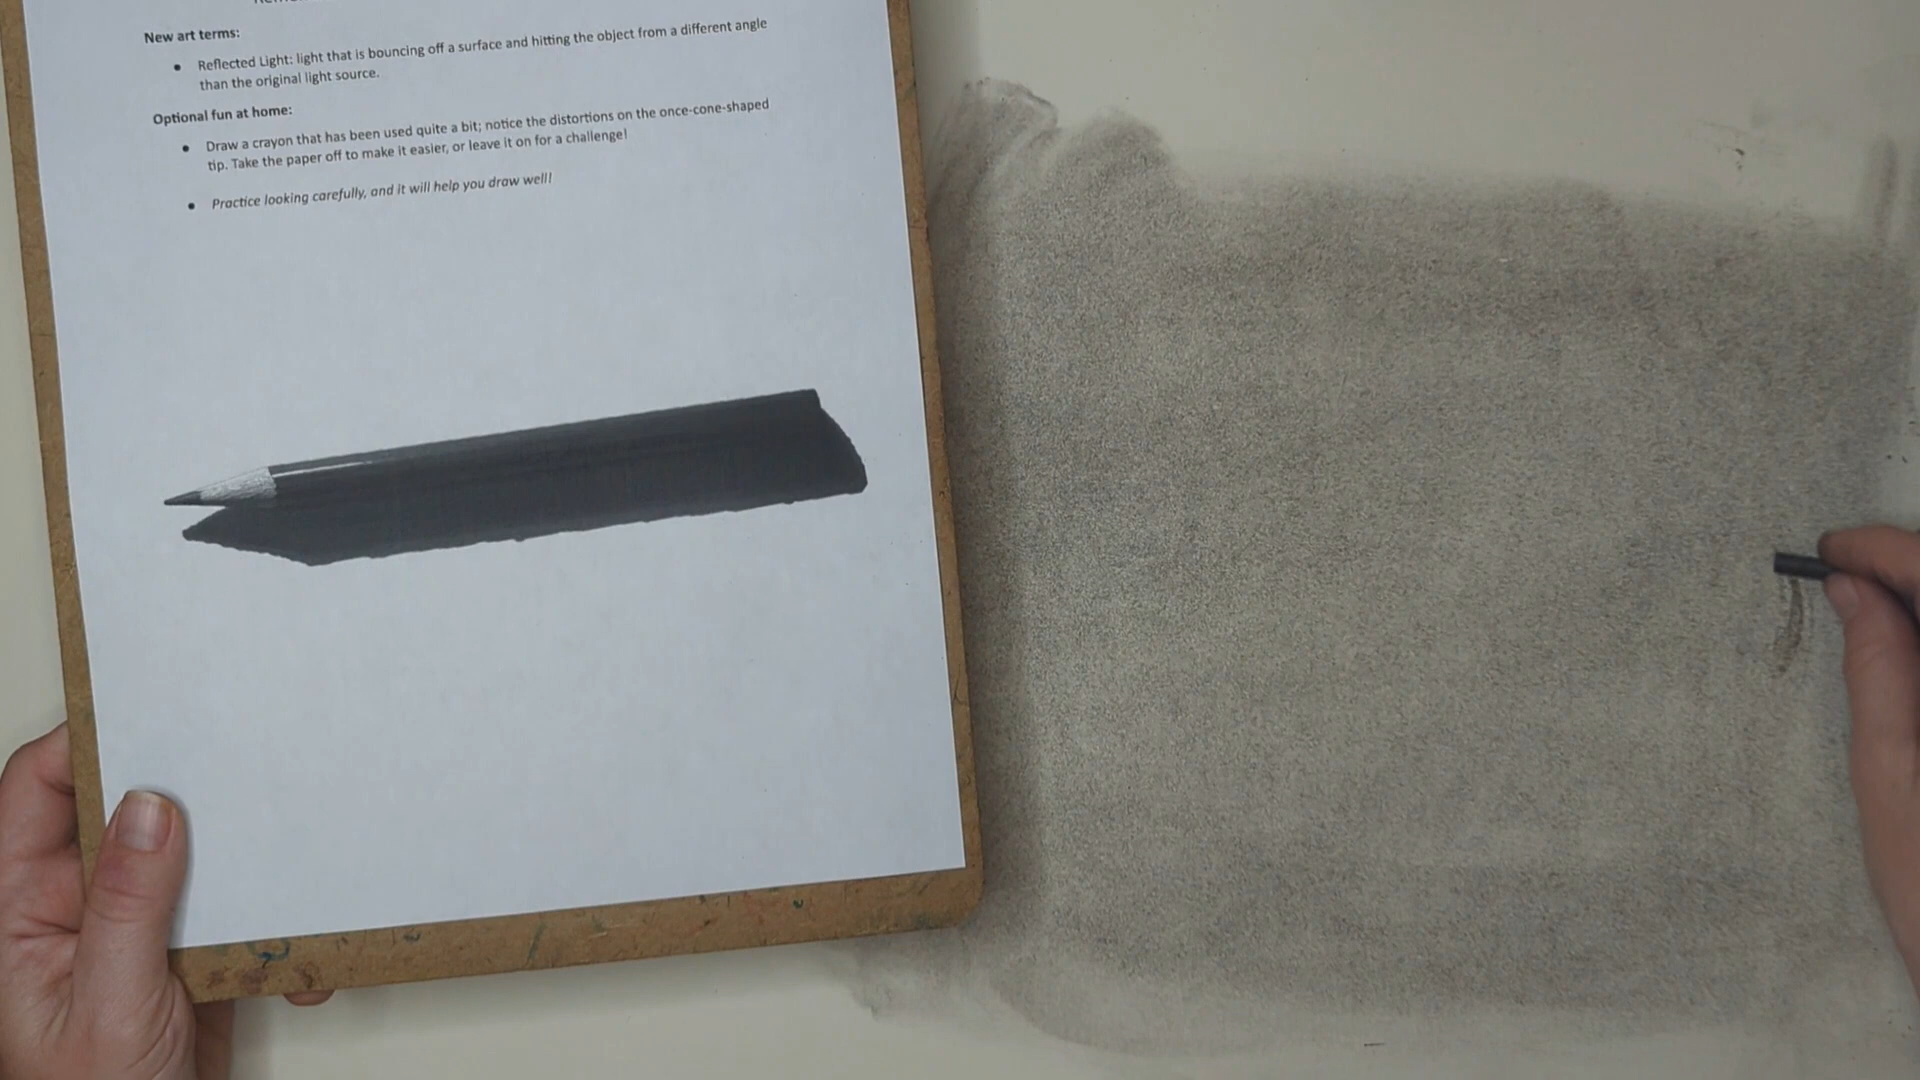 New art terms:
• Reflected Light: light that is bouncing off a surface and hitting the object from a different angle
than the original light source.
Optional fun at home:
• Draw a crayon that has been used quite a bit; notice the distortions on the once-cone-shaped
tip. Take the paper off to make it easier, or leave it on for a challenge!
• Practice looking carefully, and it will help you draw well!